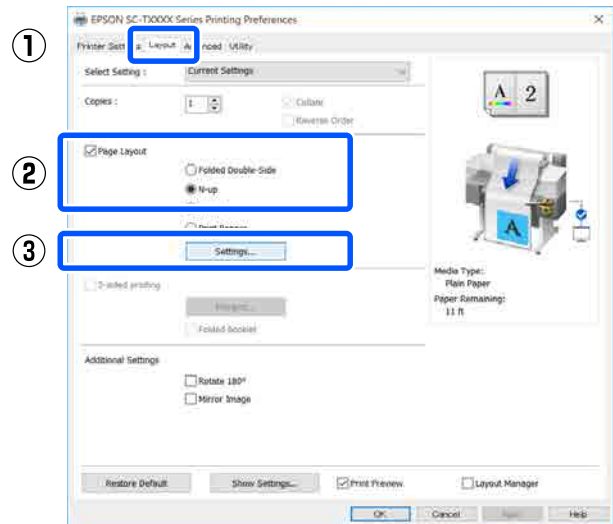 EPSON SC-TXXXX Series Printing Preferences
①
Layout
Utility
Select Setting :
Current Settings
Copies :
1
Collate
Reverse Order
A 2
②
Page Layout
Folded Double-Side
N-up
A
③
Settings...
Media Type:
Plain Paper
Paper Remaining:
11 ft
2-sided printing
Folded booklet
Additional Settings
Rotate 180°
Mirror Image
Restore Default
Show Settings...
Print Preview
Layout Manager
OK
Cancel
Help